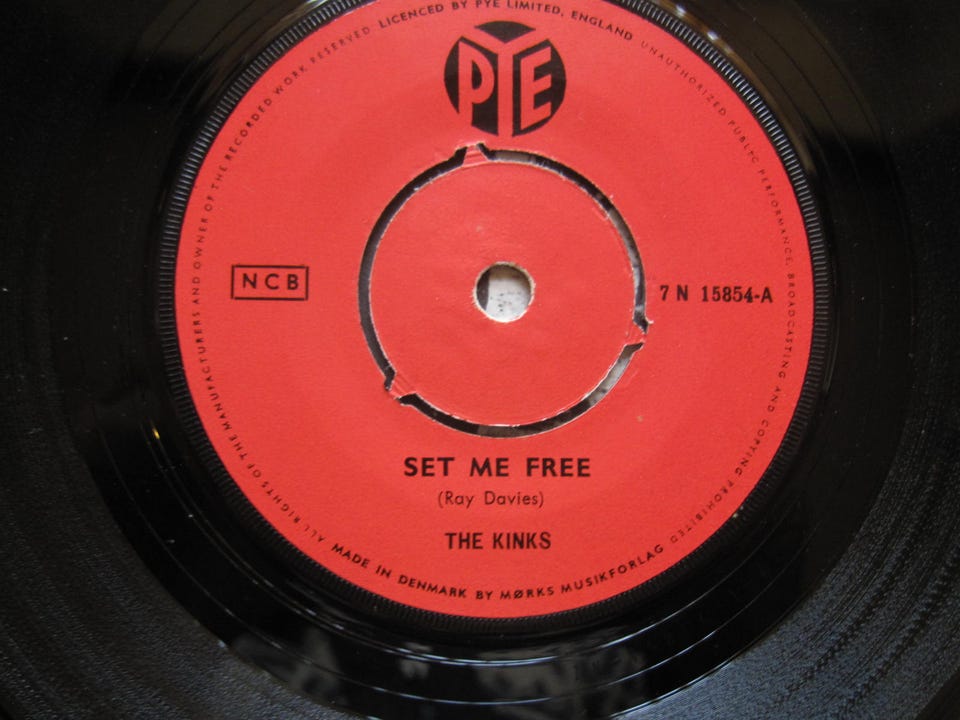 ALL RIGHTS OF THE MANUFACTURERS AND OWNER OF THE RECORDED WORK RESERVED LICENCED BY PYE LIMITED, ENGLAND UNAUTHORIZED PUBLIC PERFORMANCE, BROADCASTING AND COPYING PROHIBITED
PYE
NCB
7 N 15854-A
SET ME FREE
(Ray Davies)
THE KINKS
MADE IN DENMARK BY MØRKS MUSIKFORLAG